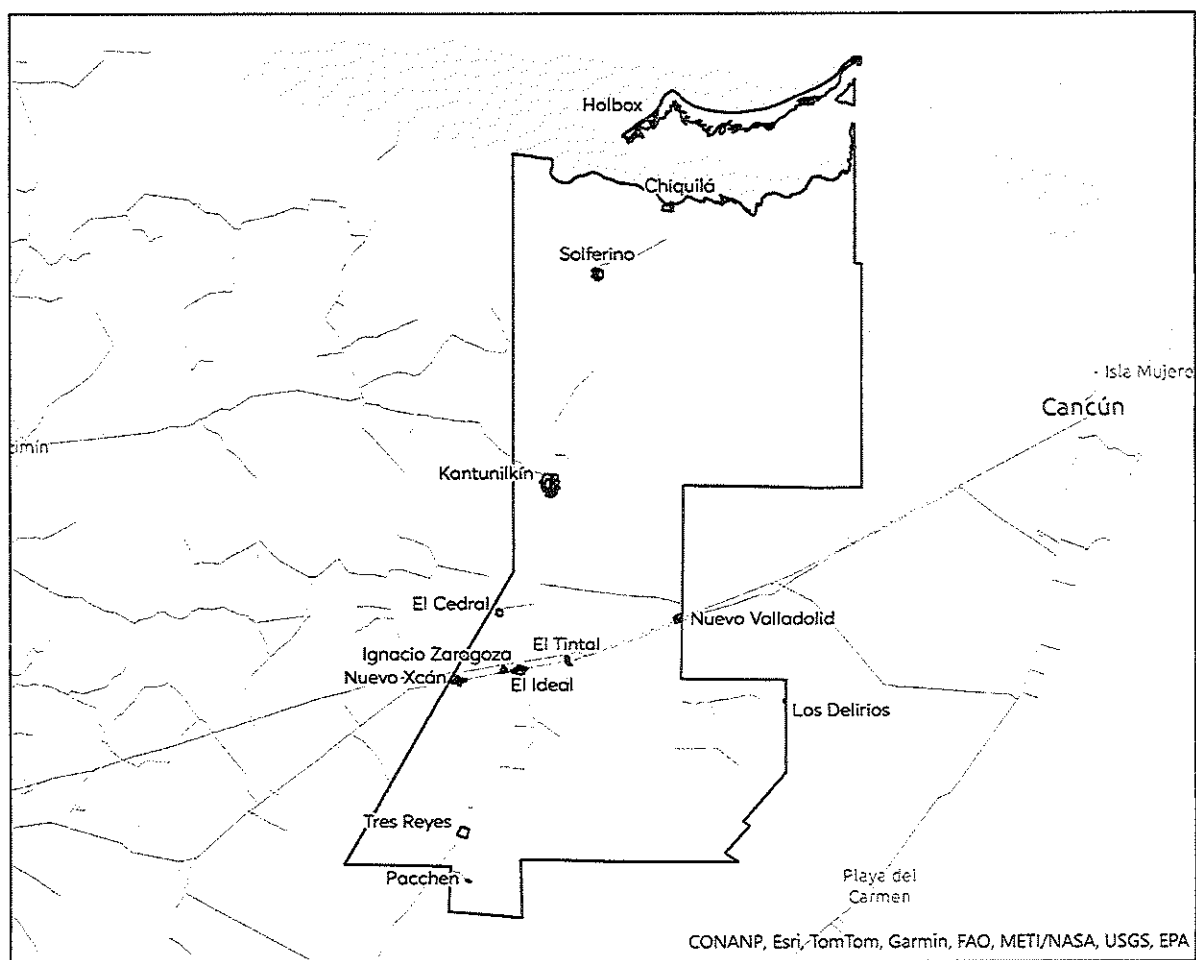 Holbox
Chiquilá
Solferino
- Isla Mujere
Cancún
imín
Kantunilkín
El Cedral
Nuevo Valladolid
El Tintal
Ignacio Zaragoza
Nuevo Xcán
El Ideal
Los Delirios
Tres Reyes
Pacchen
Playa del
Carmen
CONANP, Esri, TomTom, Garmin, FAO, METI/NASA, USGS, EPA